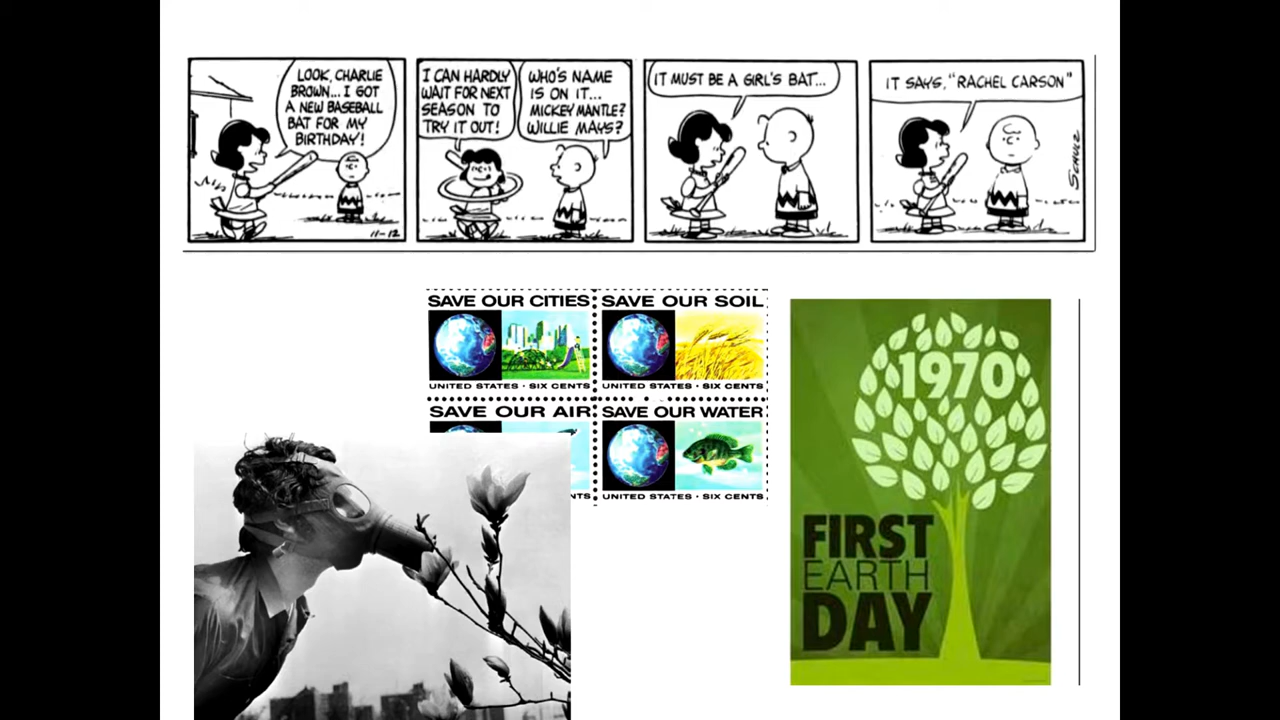 LOOK, CHARLIE
BROWN... I GOT
A NEW BASEBALL
BAT FOR MY
BIRTHDAY!
11-12
I CAN HARDLY
WAIT FOR NEXT
SEASON TO
TRY IT OUT!
WHO'S NAME
IS ON IT...
MICKEY MANTLE?
WILLIE MAYS?
IT MUST BE A GIRL'S BAT...
IT SAYS, "RACHEL CARSON"
SCHULZ
SAVE OUR CITIES
UNITED STATES · SIX CENTS
SAVE OUR SOIL
UNITED STATES · SIX CENTS
SAVE OUR AIR
NTS
SAVE OUR WATER
UNITED STATES · SIX CENTS
1970
FIRST
EARTH
DAY